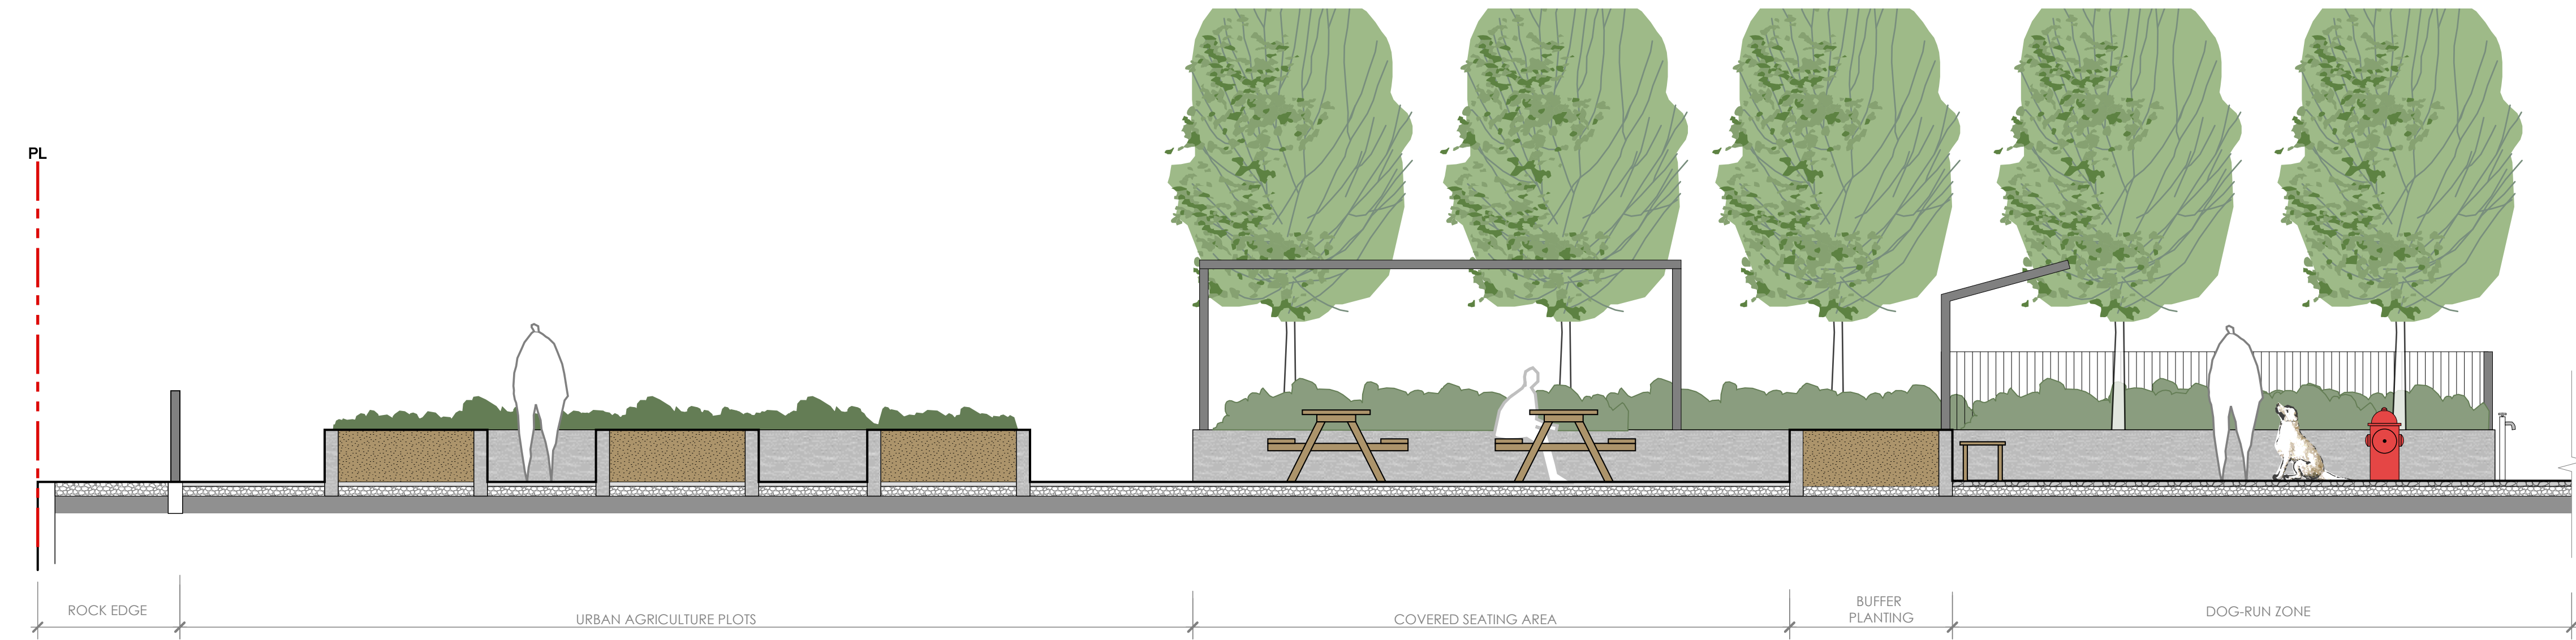 PL
ROCK EDGE
URBAN AGRICULTURE PLOTS
COVERED SEATING AREA
BUFFER
PLANTING
DOG-RUN ZONE